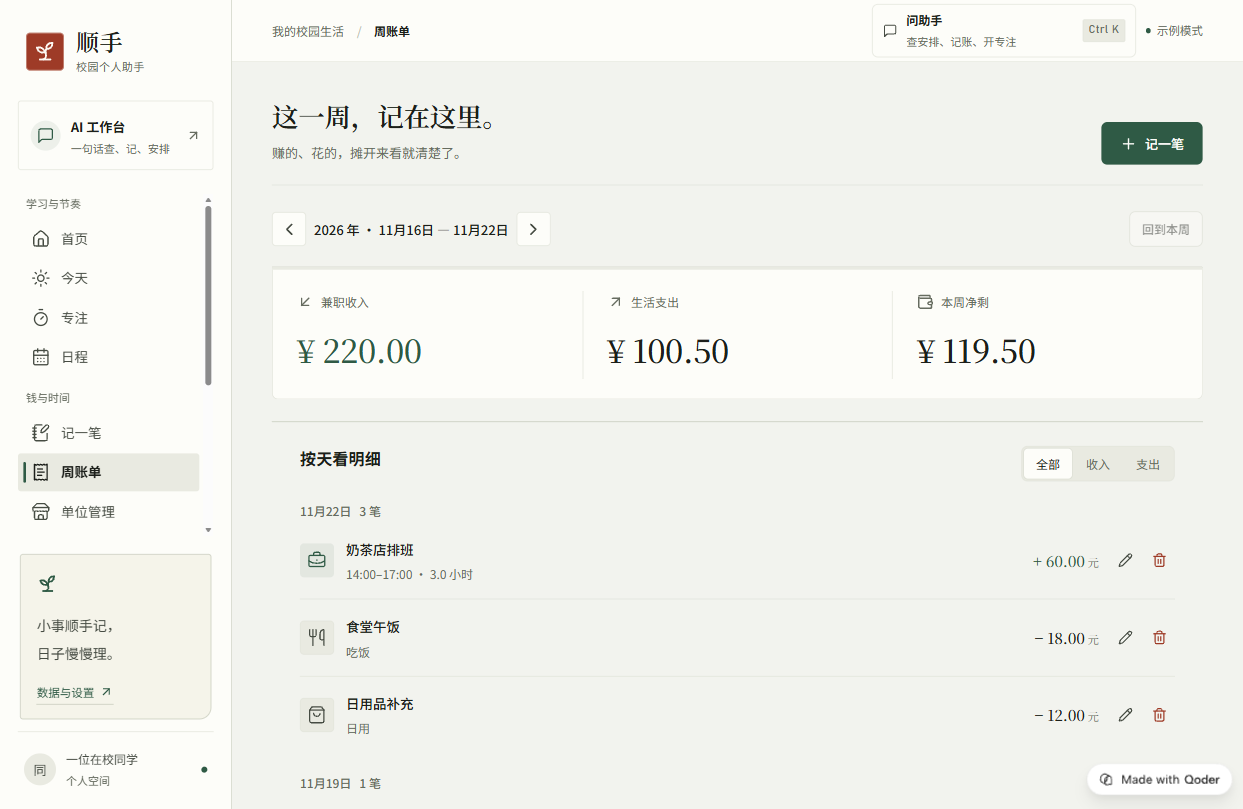 顺手
校园个人助手
AI 工作台
一句话查、记、安排
学习与节奏
首页
今天
专注
日程
钱与时间
记一笔
周账单
单位管理
小事顺手记，
日子慢慢理。
数据与设置
同
一位在校同学
个人空间
我的校园生活 / 周账单
问助手
查安排、记账、开专注
Ctrl K
示例模式
这一周，记在这里。
赚的、花的，摊开来看就清楚了。
记一笔
2026 年 · 11月16日 — 11月22日
回到本周
兼职收入
¥ 220.00
生活支出
¥ 100.50
本周净剩
¥ 119.50
按天看明细
全部 收入 支出
11月22日 3 笔
奶茶店排班
14:00–17:00 · 3.0 小时
+ 60.00 元
食堂午饭
吃饭
− 18.00 元
日用品补充
日用
− 12.00 元
11月19日 1 笔
Made with Qoder